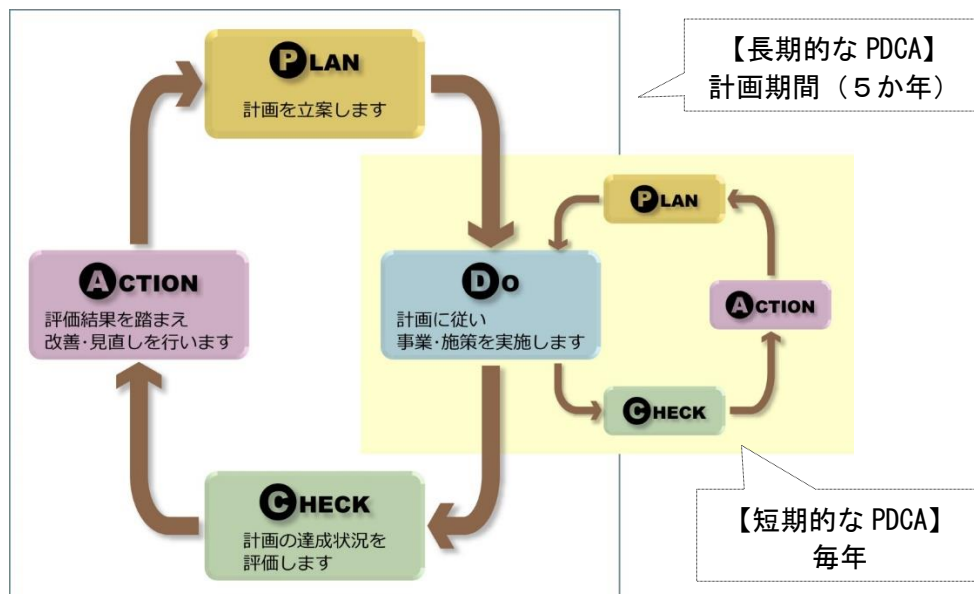 PLAN
計画を立案します
【長期的な PDCA】
計画期間（５か年）
PLAN
ACTION
評価結果を踏まえ
改善・見直しを行います
DO
計画に従い
事業・施策を実施します
ACTION
CHECK
CHECK
計画の達成状況を
評価します
【短期的な PDCA】
毎年